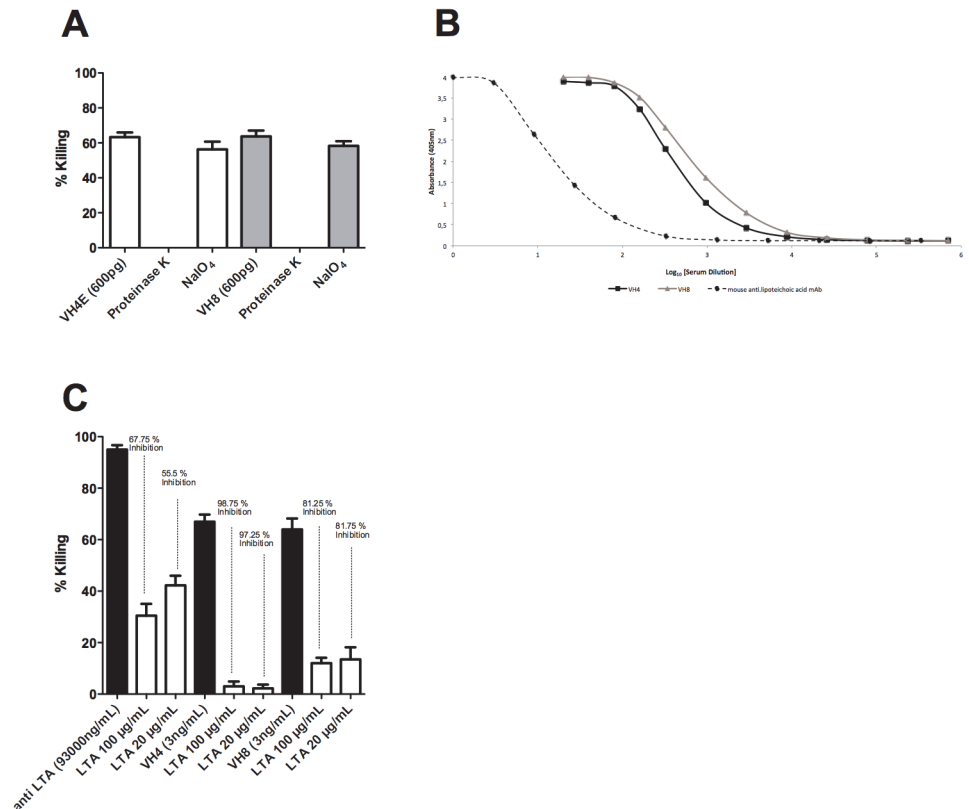 A
% Killing
100
80
60
40
20
0
VH4E (600pg)
Proteinase K
NaIO4
VH8 (600pg)
Proteinase K
NaIO4
B
Absorbance (405nm)
4
3,5
3
2,5
2
1,5
1
0,5
0
0
1
2
3
4
5
6
Log10 [Serum Dilution]
VH4
VH8
mouse anti.lipoteichoic acid mAb
C
% Killing
100
80
60
40
20
0
67.75 %
Inhibition
55.5 %
Inhibition
98.75 %
Inhibition
97.25 %
Inhibition
81.25 %
Inhibition
81.75 %
Inhibition
anti LTA (93000ng/mL)
LTA 100 µg/mL
LTA 20 µg/mL
VH4 (3ng/mL)
LTA 100 µg/mL
LTA 20 µg/mL
VH8 (3ng/mL)
LTA 100 µg/mL
LTA 20 µg/mL